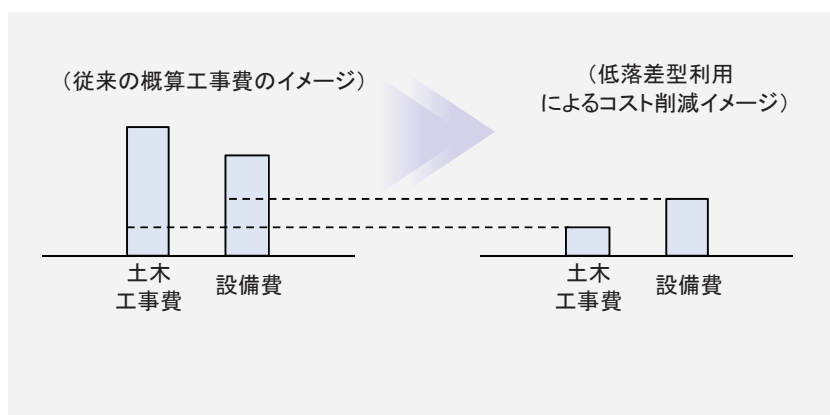 （従来の概算工事費のイメージ）
（低落差型利用
によるコスト削減イメージ）
土木
工事費
設備費
土木
工事費
設備費